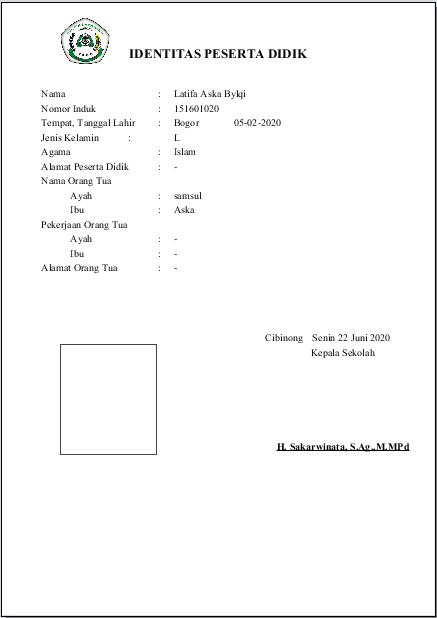 IDENTITAS PESERTA DIDIK
Nama : Latifa Aska Bylqi
Nomor Induk : 151601020
Tempat, Tanggal Lahir : Bogor 05-02-2020
Jenis Kelamin : L
Agama : Islam
Alamat Peserta Didik : -
Nama Orang Tua
Ayah : samsul
Ibu : Aska
Pekerjaan Orang Tua
Ayah : -
Ibu : -
Alamat Orang Tua : -
Cibinong Senin 22 Juni 2020
Kepala Sekolah
H. Sakarwinata, S.Ag.,M.MPd